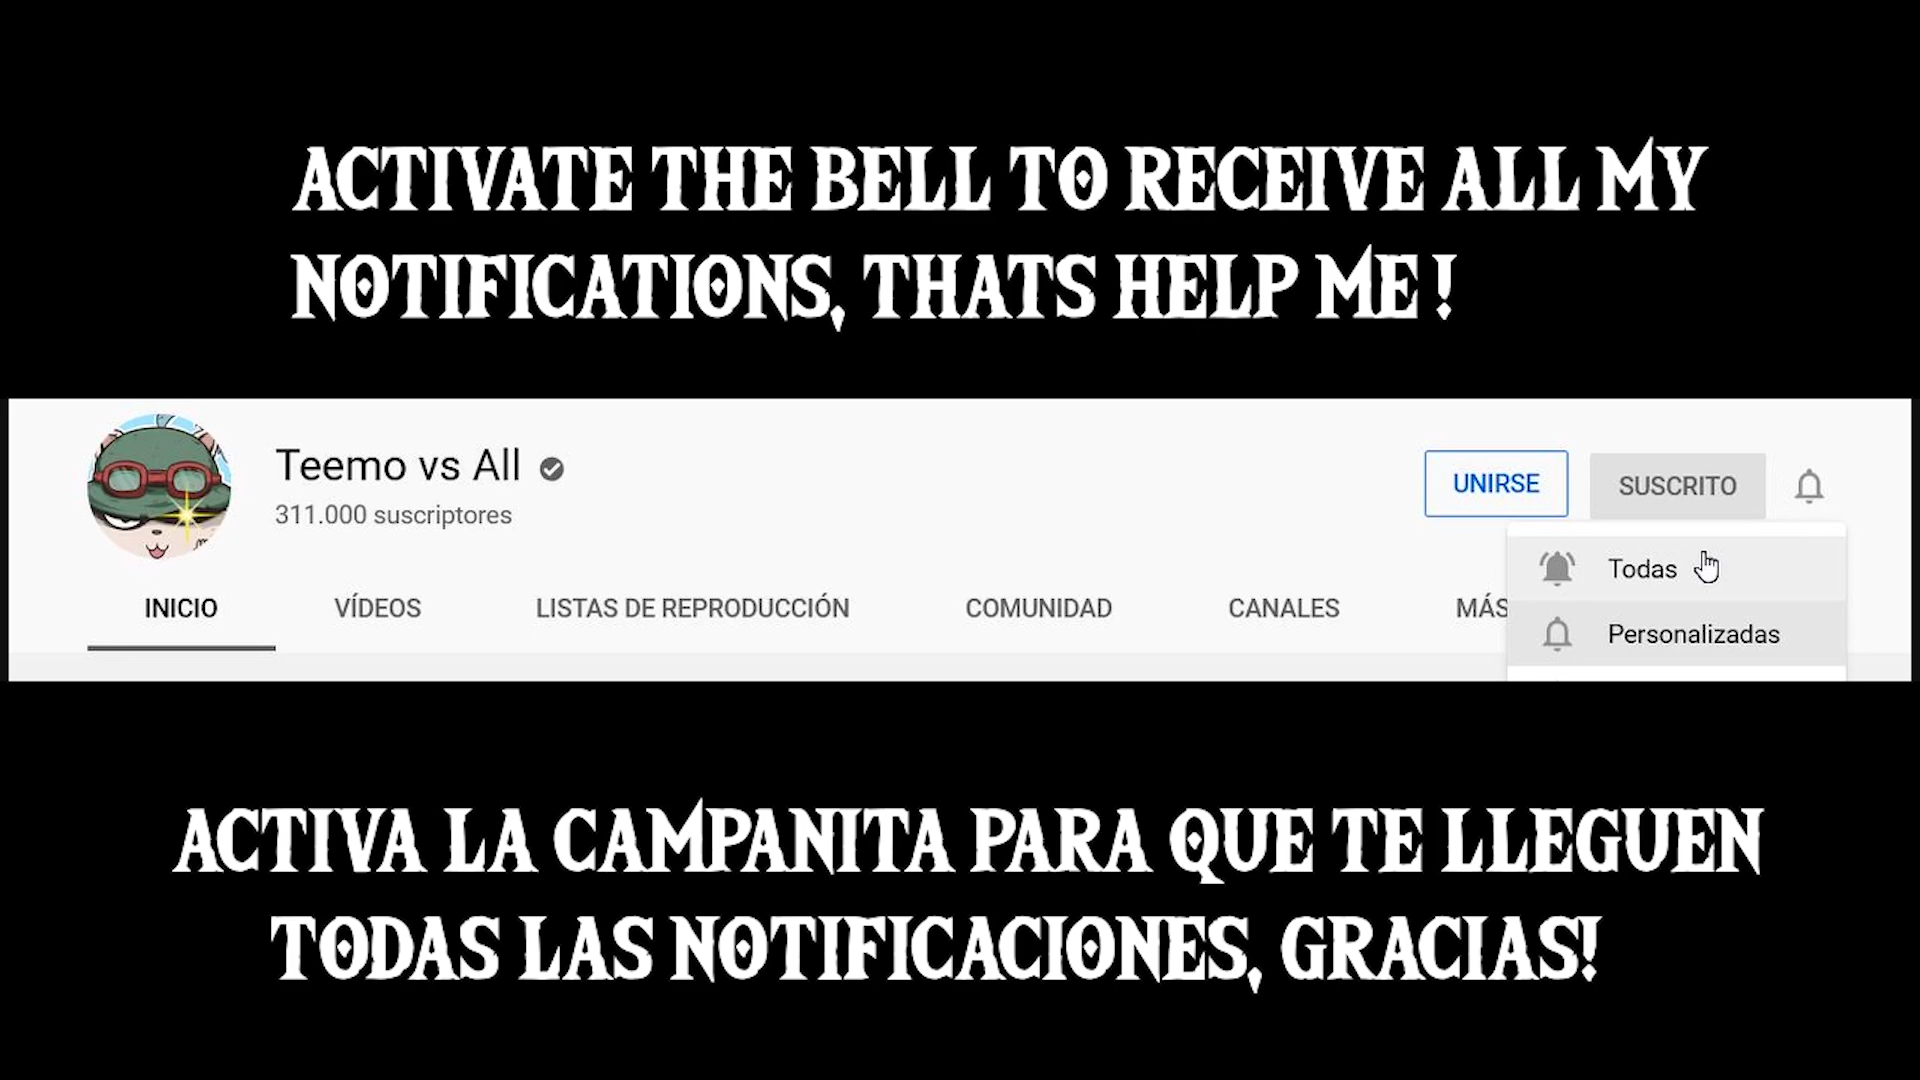 ACTIVATE THE BELL TO RECEIVE ALL MY
NOTIFICATIONS, THATS HELP ME!
Teemo vs All
311.000 suscriptores
UNIRSE
SUSCRITO
Todas
Personalizadas
INICIO VÍDEOS LISTAS DE REPRODUCCIÓN COMUNIDAD CANALES MÁS
ACTIVA LA CAMPANITA PARA QUE TE LLEGUEN
TODAS LAS NOTIFICACIONES, GRACIAS!